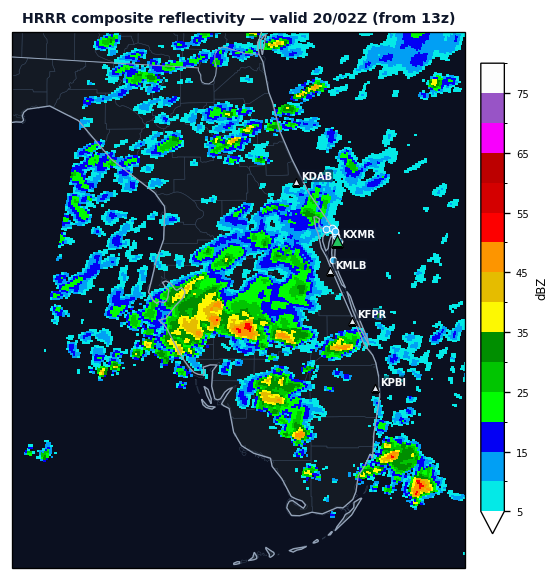 HRRR composite reflectivity — valid 20/02Z (from 13z)
KDAB
KXMR
KMLB
KFPR
KPBI
75
65
55
45
35
25
15
5
dBZ